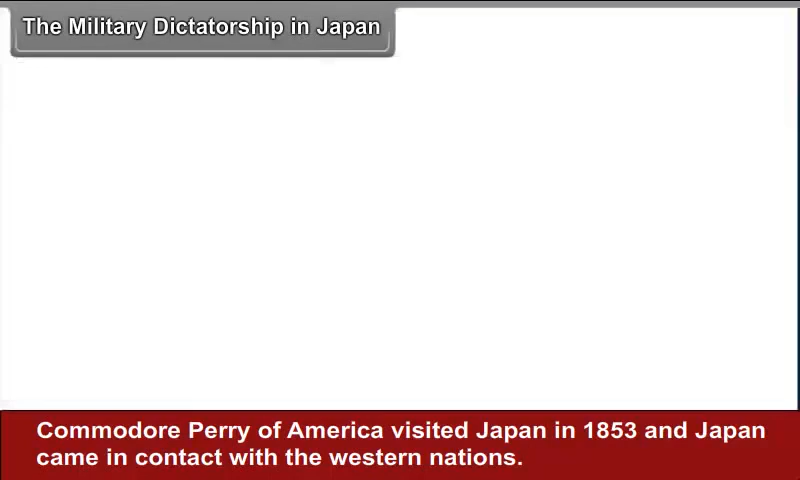 The Military Dictatorship in Japan
Commodore Perry of America visited Japan in 1853 and Japan
came in contact with the western nations.